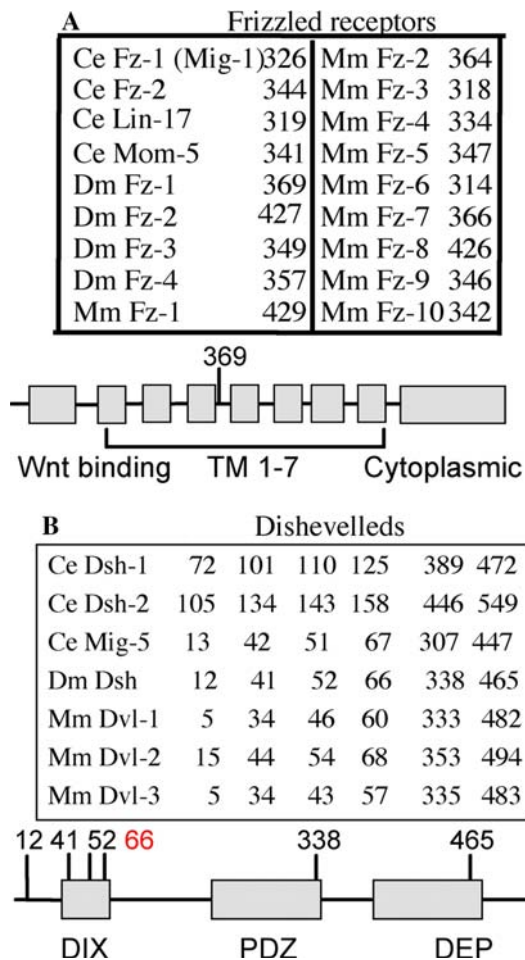 A Frizzled receptors
Ce Fz-1 (Mig-1) 326 Mm Fz-2 364
Ce Fz-2 344 Mm Fz-3 318
Ce Lin-17 319 Mm Fz-4 334
Ce Mom-5 341 Mm Fz-5 347
Dm Fz-1 369 Mm Fz-6 314
Dm Fz-2 427 Mm Fz-7 366
Dm Fz-3 349 Mm Fz-8 426
Dm Fz-4 357 Mm Fz-9 346
Mm Fz-1 429 Mm Fz-10 342
369
Wnt binding TM 1-7 Cytoplasmic
B Dishevelleds
Ce Dsh-1 72 101 110 125 389 472
Ce Dsh-2 105 134 143 158 446 549
Ce Mig-5 13 42 51 67 307 447
Dm Dsh 12 41 52 66 338 465
Mm Dvl-1 5 34 46 60 333 482
Mm Dvl-2 15 44 54 68 353 494
Mm Dvl-3 5 34 43 57 335 483
12 41 52 66 338 465
DIX PDZ DEP